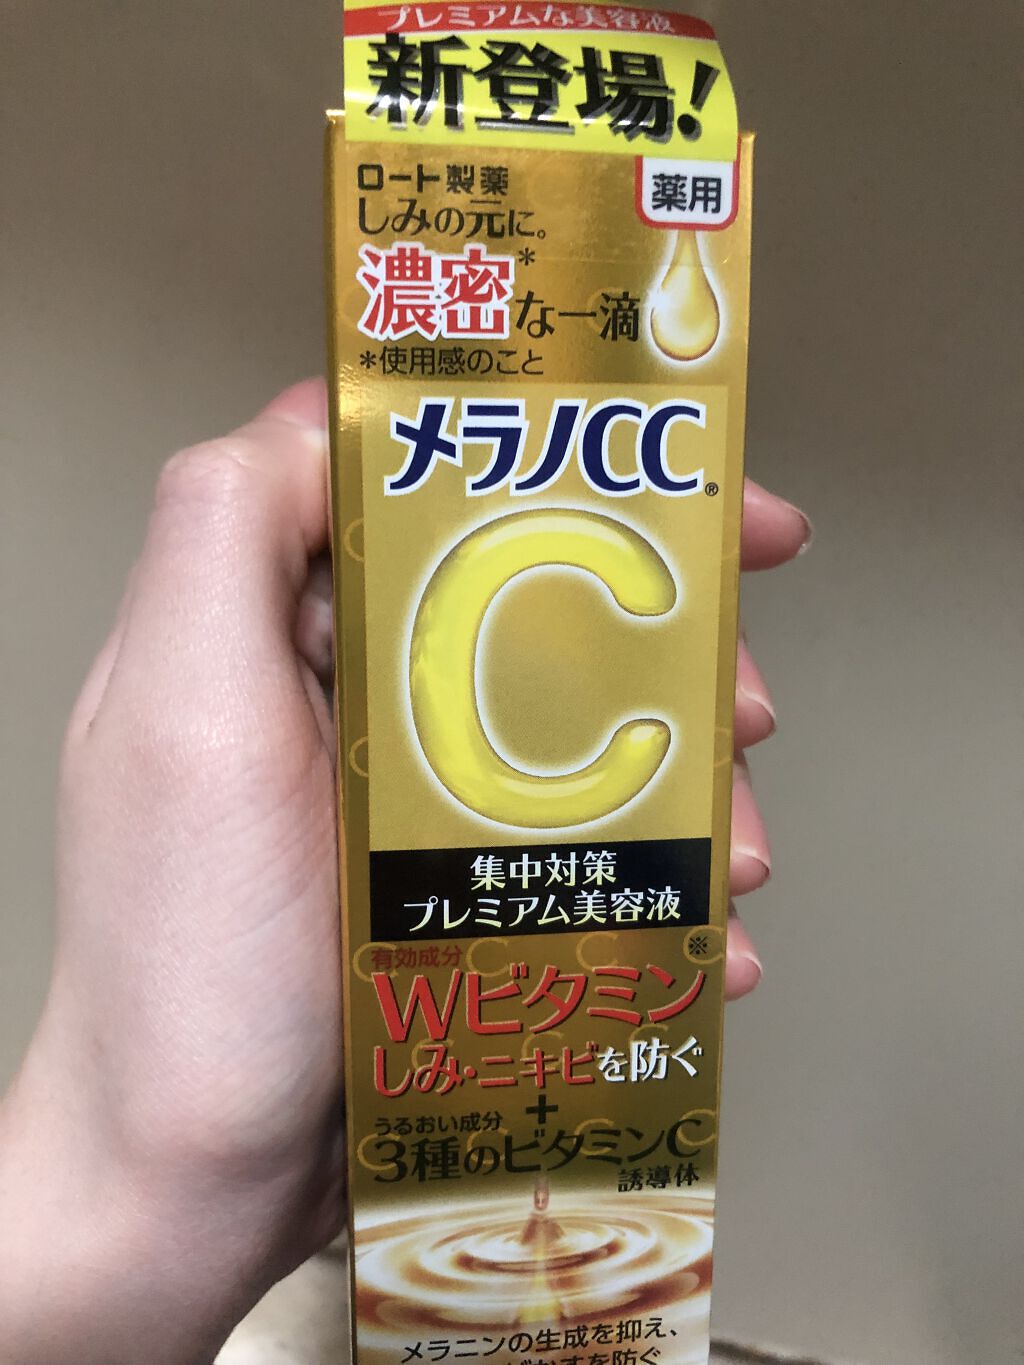 プレミアムな美容液
新登場!
ロート製薬
薬用
しみの元に。
濃密*な一滴
*使用感のこと
メラノCC®
C
集中対策
プレミアム美容液
有効成分
Wビタミン※
しみ・ニキビを防ぐ
+
うるおい成分
3種のビタミンC
誘導体
メラニンの生成を抑え、
を防ぐ